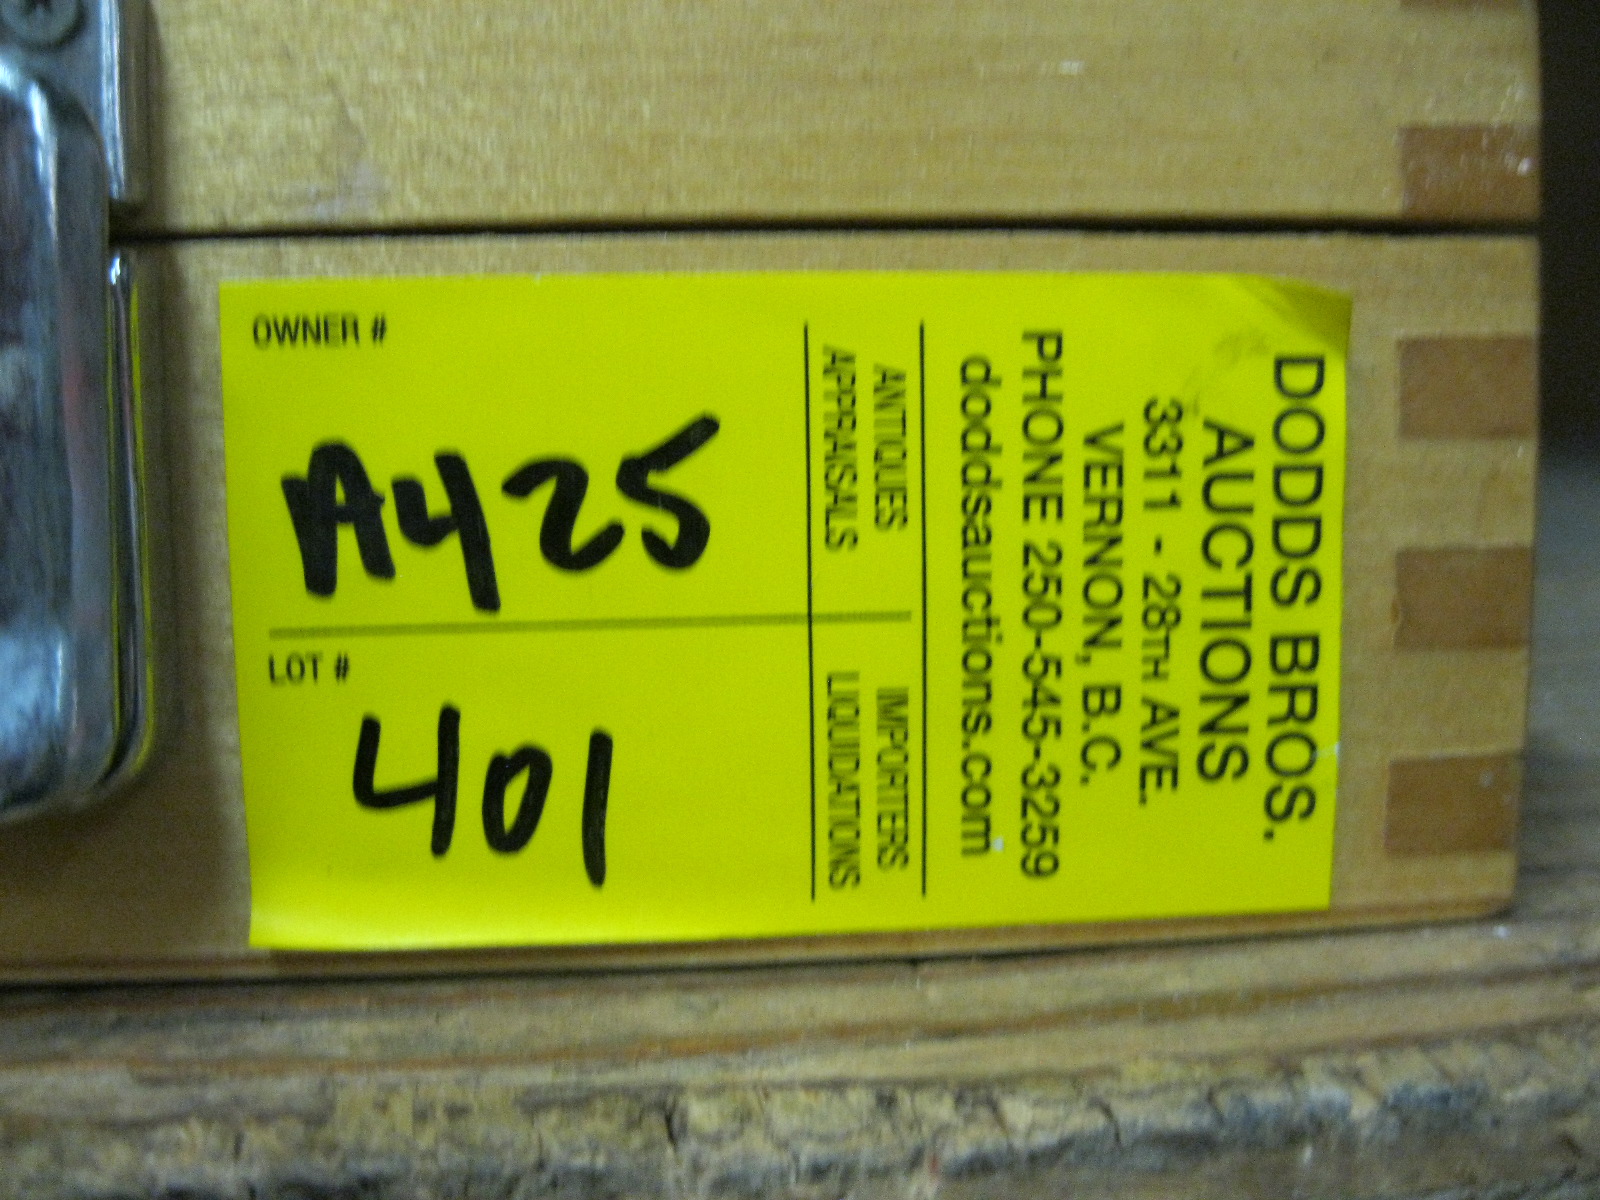 DODDS BROS.
AUCTIONS
3311 - 28TH AVE.
VERNON, B.C.
PHONE 250-545-3259
doddsauctions.com
ANTIQUES IMPORTERS
APPRAISALS LIQUIDATIONS
OWNER #
A425
LOT #
401